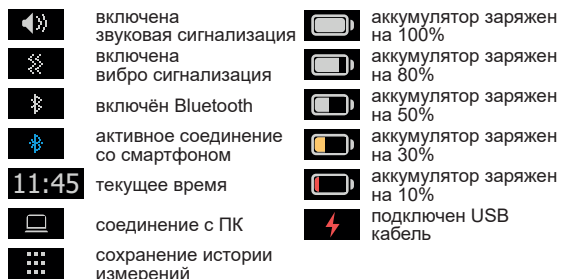 включена
звуковая сигнализация
включена
вибро сигнализация
включён Bluetooth
активное соединение
со смартфоном
11:45 текущее время
соединение с ПК
сохранение истории
измерений
аккумулятор заряжен
на 100%
аккумулятор заряжен
на 80%
аккумулятор заряжен
на 50%
аккумулятор заряжен
на 30%
аккумулятор заряжен
на 10%
подключен USB
кабель